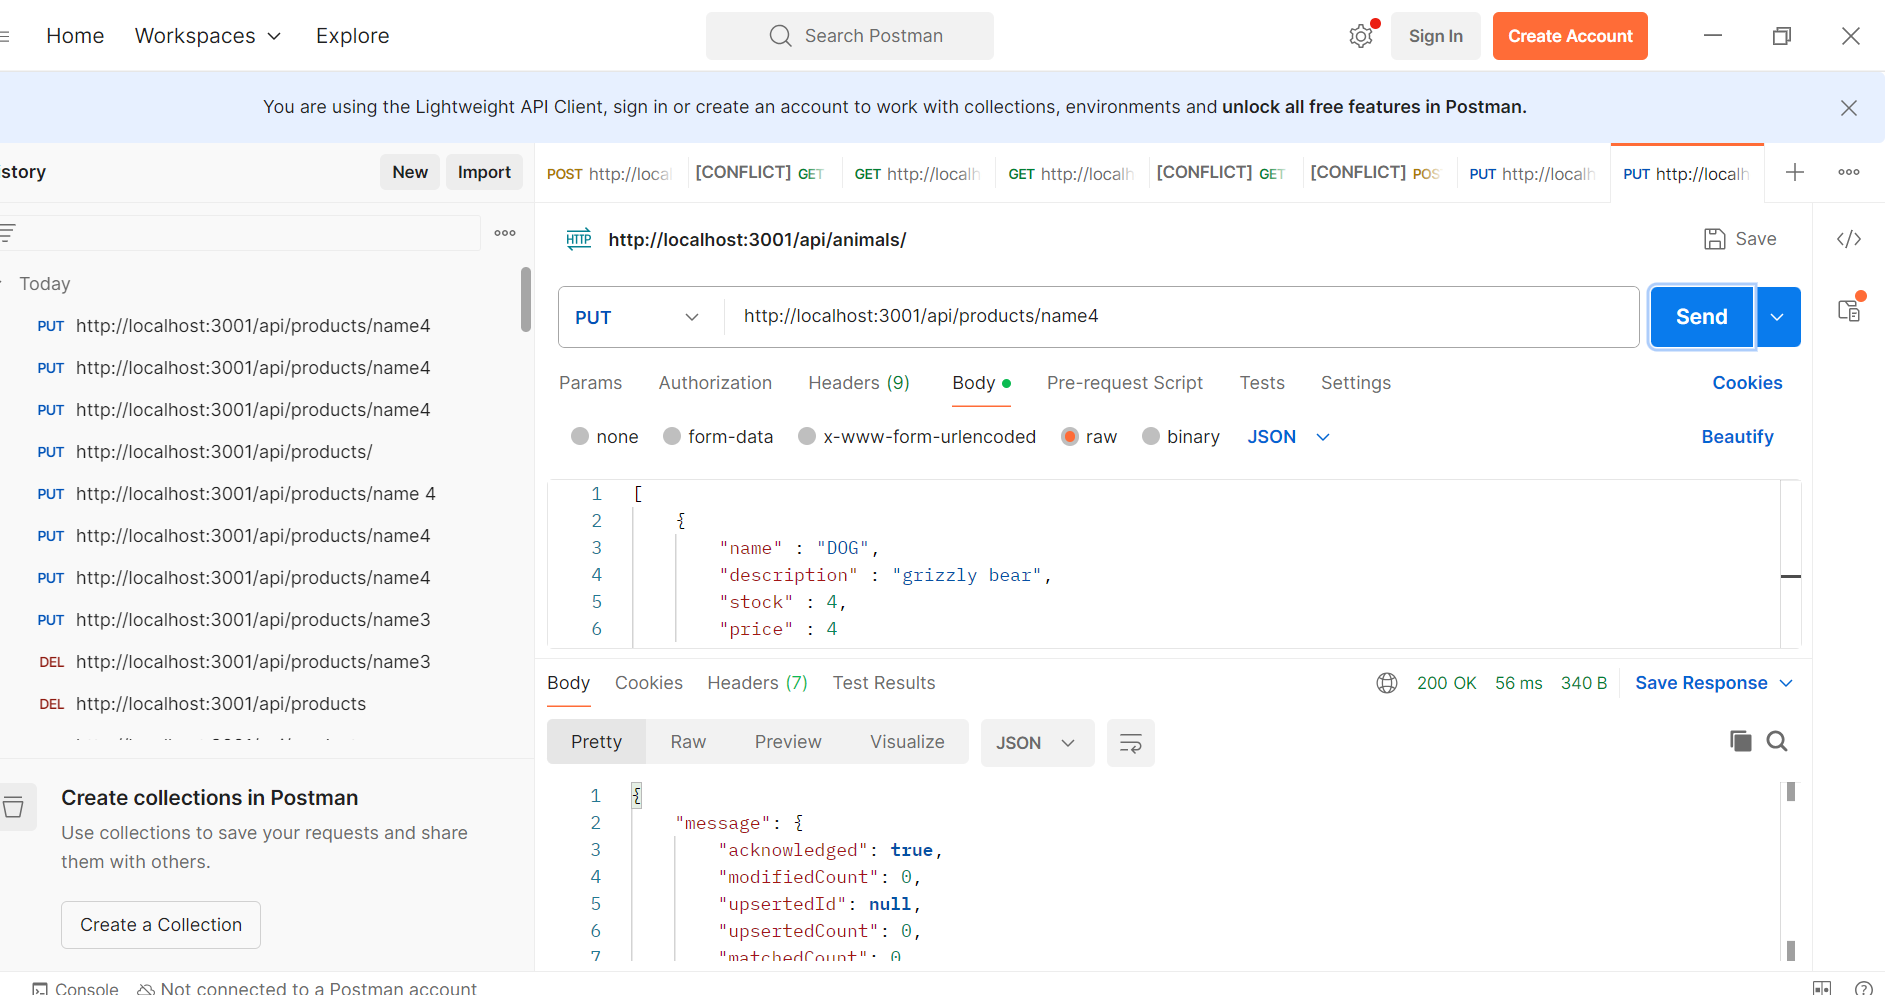 Home Workspaces Explore Search Postman Sign In Create Account
You are using the Lightweight API Client, sign in or create an account to work with collections, environments and unlock all free features in Postman.
story New Import
POST http://local [CONFLICT] GET GET http://localh GET http://localh [CONFLICT] GET [CONFLICT] POS PUT http://localh PUT http://localh
HTTP http://localhost:3001/api/animals/ Save
Today
PUT http://localhost:3001/api/products/name4
PUT http://localhost:3001/api/products/name4
PUT http://localhost:3001/api/products/name4
PUT http://localhost:3001/api/products/
PUT http://localhost:3001/api/products/name 4
PUT http://localhost:3001/api/products/name4
PUT http://localhost:3001/api/products/name4
PUT http://localhost:3001/api/products/name3
DEL http://localhost:3001/api/products/name3
DEL http://localhost:3001/api/products
Create collections in Postman
Use collections to save your requests and share
them with others.
Create a Collection
PUT http://localhost:3001/api/products/name4 Send
Params Authorization Headers (9) Body Pre-request Script Tests Settings Cookies
none form-data x-www-form-urlencoded raw binary JSON Beautify
1 [
2 {
3 "name" : "DOG",
4 "description" : "grizzly bear",
5 "stock" : 4,
6 "price" : 4
Body Cookies Headers (7) Test Results 200 OK 56 ms 340 B Save Response
Pretty Raw Preview Visualize JSON
1 {
2 "message": {
3 "acknowledged": true,
4 "modifiedCount": 0,
5 "upsertedId": null,
6 "upsertedCount": 0,
7 "matchedCount": 0
Console Not connected to a Postman account